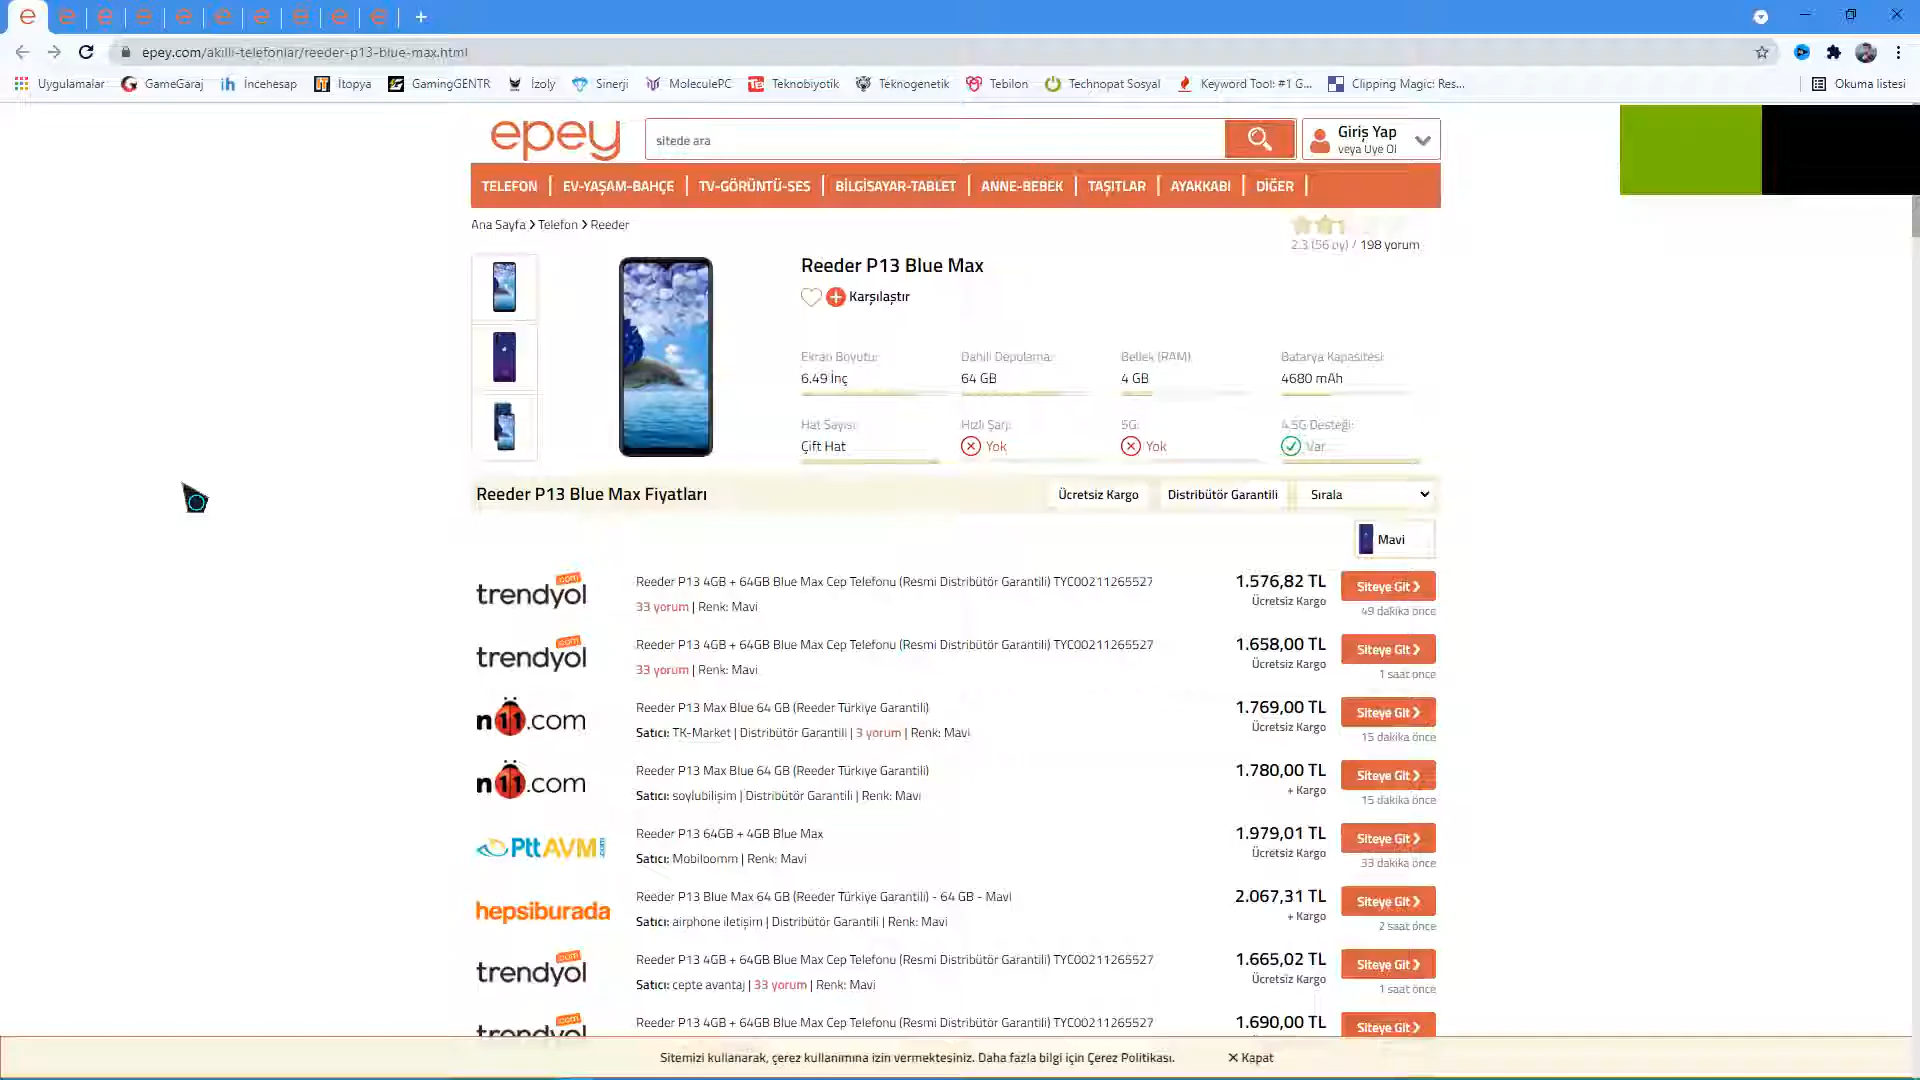 epey.com/akilli-telefonlar/reeder-p13-blue-max.html
Uygulamalar GameGaraj İncehesap İtopya GamingGENTR İzoly Sinerji MoleculePC Teknobiyotik Teknogenetik Tebilon Technopat Sosyal Keyword Tool: #1 G... Clipping Magic: Res... Okuma listesi
epey
sitede ara
Giriş Yap
veya Üye Ol
TELEFON EV-YAŞAM-BAHÇE TV-GÖRÜNTÜ-SES BİLGİSAYAR-TABLET ANNE-BEBEK TAŞITLAR AYAKKABI DİĞER
Ana Sayfa > Telefon > Reeder
2.3 (56 oy) / 198 yorum
Reeder P13 Blue Max
Karşılaştır
Ekran Boyutu: Dahili Depolama: Bellek (RAM) Batarya Kapasitesi:
6.49 İnç 64 GB 4 GB 4680 mAh
Hat Sayısı: Hızlı Şarj: 5G: 4.5G Desteği:
Çift Hat Yok Yok Var
Reeder P13 Blue Max Fiyatları
Ücretsiz Kargo Distribütör Garantili Sırala
Mavi
trendyol.com
Reeder P13 4GB + 64GB Blue Max Cep Telefonu (Resmi Distribütör Garantili) TYC00211265527
33 yorum | Renk: Mavi
1.576,82 TL
Ücretsiz Kargo
Siteye Git
49 dakika önce
trendyol.com
Reeder P13 4GB + 64GB Blue Max Cep Telefonu (Resmi Distribütör Garantili) TYC00211265527
33 yorum | Renk: Mavi
1.658,00 TL
Ücretsiz Kargo
Siteye Git
1 saat önce
n11.com
Reeder P13 Max Blue 64 GB (Reeder Türkiye Garantili)
Satıcı: TK-Market | Distribütör Garantili | 3 yorum | Renk: Mavi
1.769,00 TL
Ücretsiz Kargo
Siteye Git
15 dakika önce
n11.com
Reeder P13 Max Blue 64 GB (Reeder Türkiye Garantili)
Satıcı: soylubilişim | Distribütör Garantili | Renk: Mavi
1.780,00 TL
+ Kargo
Siteye Git
15 dakika önce
PttAVM.com
Reeder P13 64GB + 4GB Blue Max
Satıcı: Mobiloomm | Renk: Mavi
1.979,01 TL
Ücretsiz Kargo
Siteye Git
33 dakika önce
hepsiburada
Reeder P13 Blue Max 64 GB (Reeder Türkiye Garantili) - 64 GB - Mavi
Satıcı: airphone iletişim | Distribütör Garantili | Renk: Mavi
2.067,31 TL
+ Kargo
Siteye Git
2 saat önce
trendyol.com
Reeder P13 4GB + 64GB Blue Max Cep Telefonu (Resmi Distribütör Garantili) TYC00211265527
Satıcı: cepte avantaj | 33 yorum | Renk: Mavi
1.665,02 TL
Ücretsiz Kargo
Siteye Git
1 saat önce
trendyol.com
Reeder P13 4GB + 64GB Blue Max Cep Telefonu (Resmi Distribütör Garantili) TYC00211265527
1.690,00 TL
Siteye Git
Sitemizi kullanarak, çerez kullanımına izin vermektesiniz. Daha fazla bilgi için Çerez Politikası.
Kapat